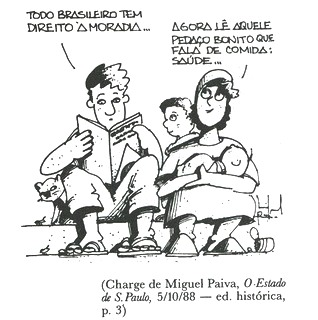 TODO BRASILEIRO TEM
DIREITO À MORADIA...
AGORA LÊ AQUELE
PEDAÇO BONITO QUE
FALA DE COMIDA,
SAÚDE...
(Charge de Miguel Paiva, O Estado
de S. Paulo, 5/10/88 — ed. histórica,
p. 3)